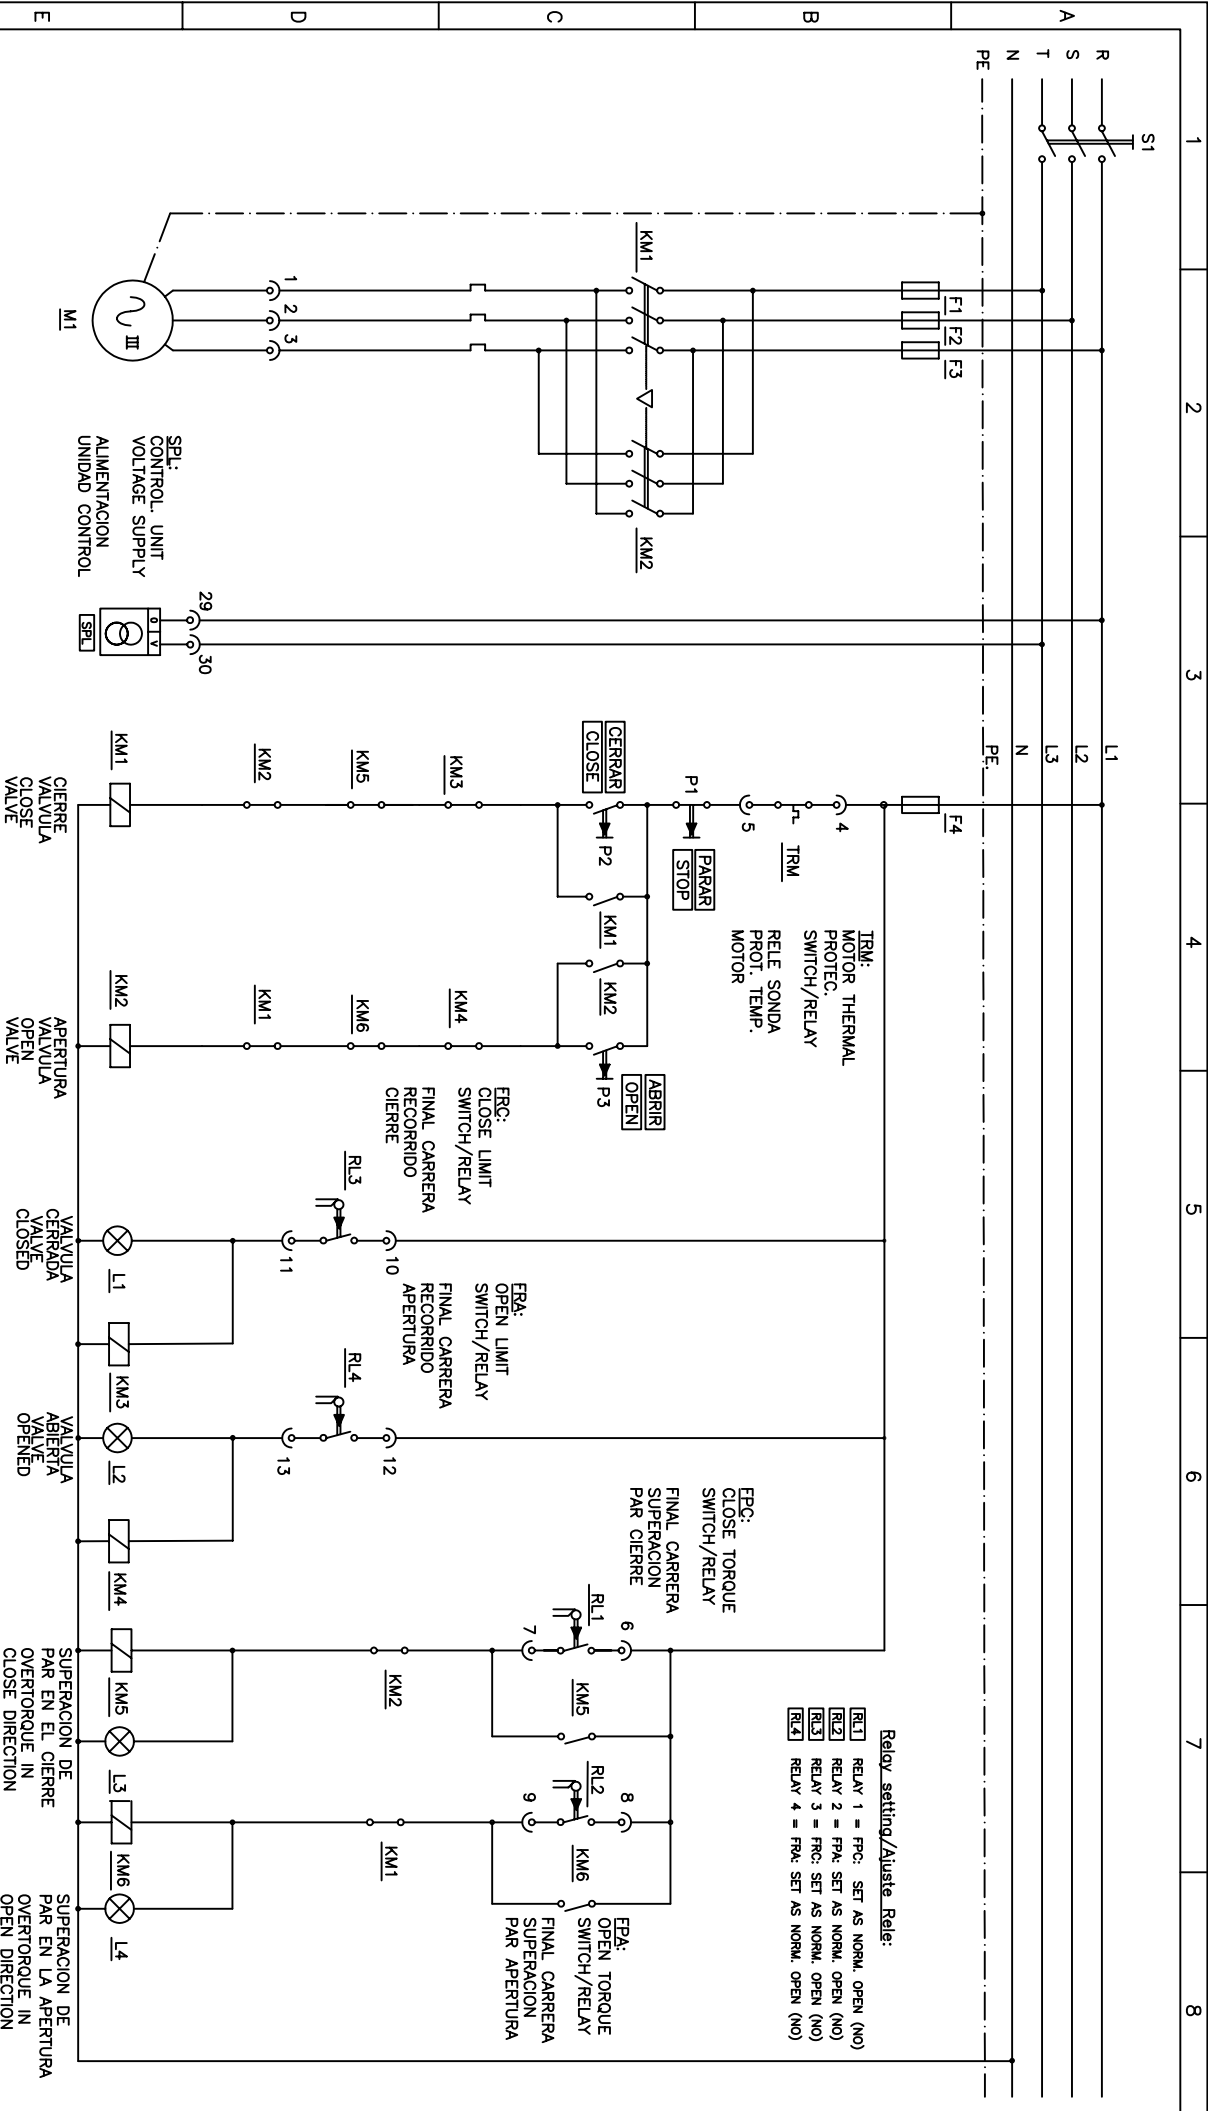 1
2
3
4
5
6
7
8
A
B
C
D
E
R
S
T
N
PE
S1
L1
L2
L3
N
PE.
F1
F2
F3
F4
KM1
KM2
1
2
3
M1
III
SPL:
CONTROL. UNIT
VOLTAGE SUPPLY
ALIMENTACION
UNIDAD CONTROL
29
30
0
V
SPL
4
TRM
5
TRM:
MOTOR THERMAL
PROTEC.
SWITCH/RELAY
RELE SONDA
PROT. TEMP.
MOTOR
P1
PARAR
STOP
CERRAR
CLOSE
P2
KM1
KM2
P3
ABRIR
OPEN
KM3
KM5
KM2
KM1
CIERRE
VALVULA
CLOSE
VALVE
KM4
KM6
KM1
KM2
APERTURA
VALVULA
OPEN
VALVE
FRC:
CLOSE LIMIT
SWITCH/RELAY
FINAL CARRERA
RECORRIDO
CIERRE
RL3
10
11
L1
KM3
VALVULA
CERRADA
VALVE
CLOSED
FRA:
OPEN LIMIT
SWITCH/RELAY
FINAL CARRERA
RECORRIDO
APERTURA
RL4
12
13
L2
KM4
VALVULA
ABIERTA
VALVE
OPENED
FPC:
CLOSE TORQUE
SWITCH/RELAY
FINAL CARRERA
SUPERACION
PAR CIERRE
RL1
6
7
KM5
KM2
KM5
L3
SUPERACION DE
PAR EN EL CIERRE
OVERTORQUE IN
CLOSE DIRECTION
RL2
8
9
KM6
KM1
KM6
L4
FPA:
OPEN TORQUE
SWITCH/RELAY
FINAL CARRERA
SUPERACION
PAR APERTURA
SUPERACION DE
PAR EN LA APERTURA
OVERTORQUE IN
OPEN DIRECTION
Relay setting/Ajuste Rele:
RL1 RELAY 1 = FPC: SET AS NORM. OPEN (NO)
RL2 RELAY 2 = FPA: SET AS NORM. OPEN (NO)
RL3 RELAY 3 = FRC: SET AS NORM. OPEN (NO)
RL4 RELAY 4 = FRA: SET AS NORM. OPEN (NO)